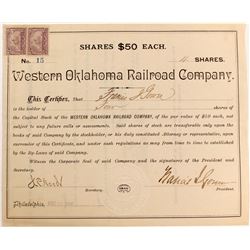 SHARES $50 EACH.
No. 15
SHARES.
Western Oklahoma Railroad Company.
This Certifies, That Francis I. Gowen
is the holder of Four shares of
the Capital Stock of the WESTERN OKLAHOMA RAILROAD COMPANY, of the par value of $50 each, not
subject to any future calls or assessments. Said shares of stock are transferable only upon the
books of said Company by the stockholder, or his duly constituted Attorney or representative, upon
surrender of this Certificate, and under such regulations as may from time to time be established
by the By-Laws of said Company.
Witness the Corporate Seal of said Company and the signatures of the President and
Secretary.
Francis I. Gowen
Secretary.
President.
Philadelphia,